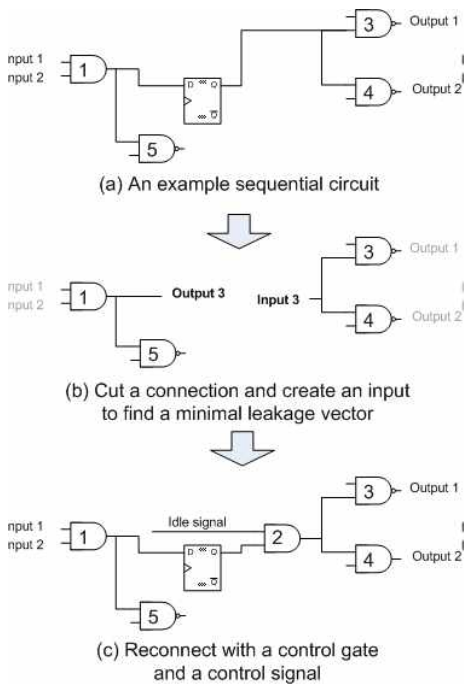 3
Output 1
nput 1
nput 2
1
D
Q
4
Output 2
Q
5
(a) An example sequential circuit
3
Output 1
nput 1
nput 2
1
Output 3
Input 3
4
Output 2
5
(b) Cut a connection and create an input
to find a minimal leakage vector
3
Output 1
Idle signal
nput 1
nput 2
1
2
D
Q
4
Output 2
Q
5
(c) Reconnect with a control gate
and a control signal